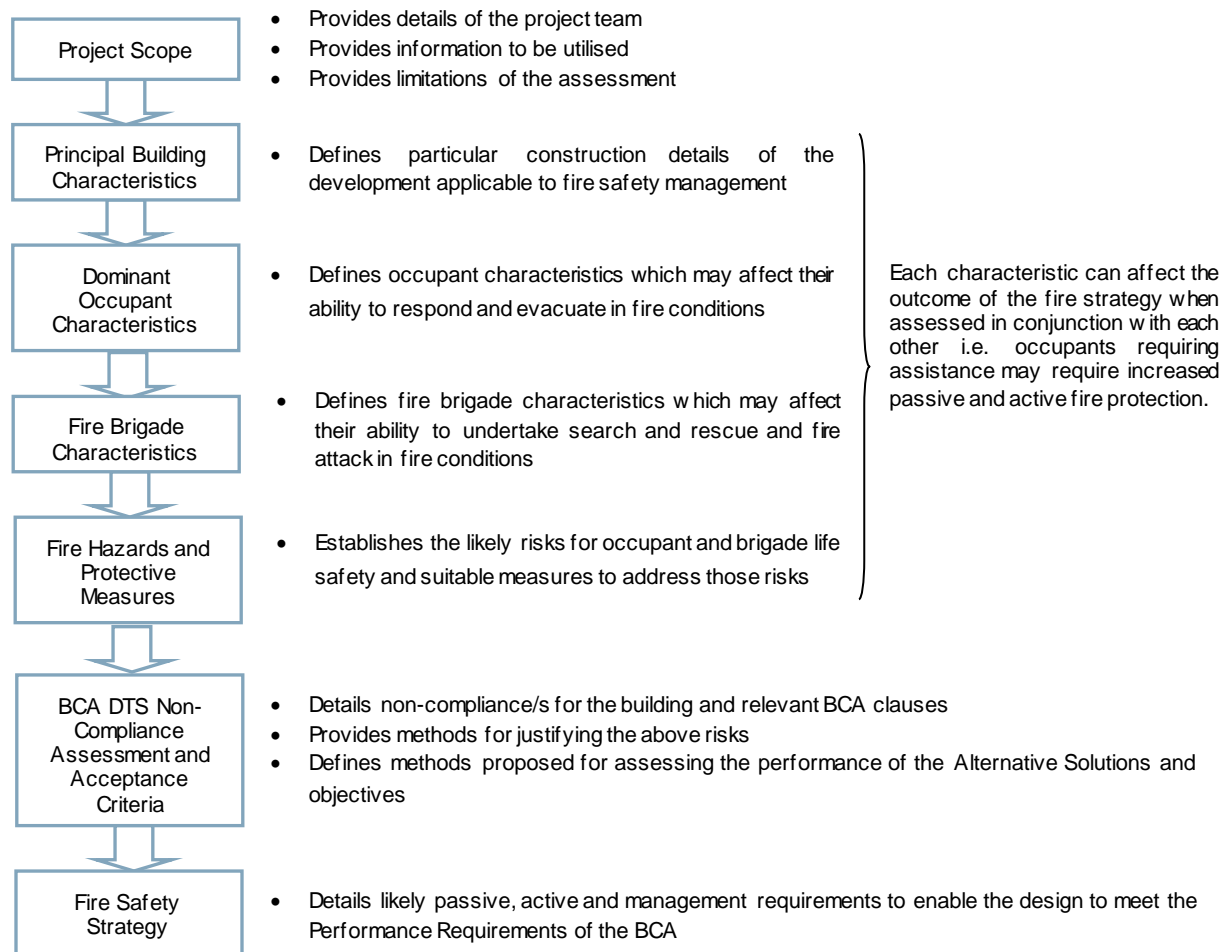 Project Scope
• Provides details of the project team
• Provides information to be utilised
• Provides limitations of the assessment
Principal Building
Characteristics
• Defines particular construction details of the
development applicable to fire safety management
Dominant
Occupant
Characteristics
• Defines occupant characteristics which may affect their
ability to respond and evacuate in fire conditions
Fire Brigade
Characteristics
• Defines fire brigade characteristics which may affect
their ability to undertake search and rescue and fire
attack in fire conditions
Fire Hazards and
Protective
Measures
• Establishes the likely risks for occupant and brigade life
safety and suitable measures to address those risks
Each characteristic can affect the
outcome of the fire strategy when
assessed in conjunction with each
other i.e. occupants requiring
assistance may require increased
passive and active fire protection.
BCA DTS Non-
Compliance
Assessment and
Acceptance
Criteria
• Details non-compliance/s for the building and relevant BCA clauses
• Provides methods for justifying the above risks
• Defines methods proposed for assessing the performance of the Alternative Solutions and
objectives
Fire Safety
Strategy
• Details likely passive, active and management requirements to enable the design to meet the
Performance Requirements of the BCA